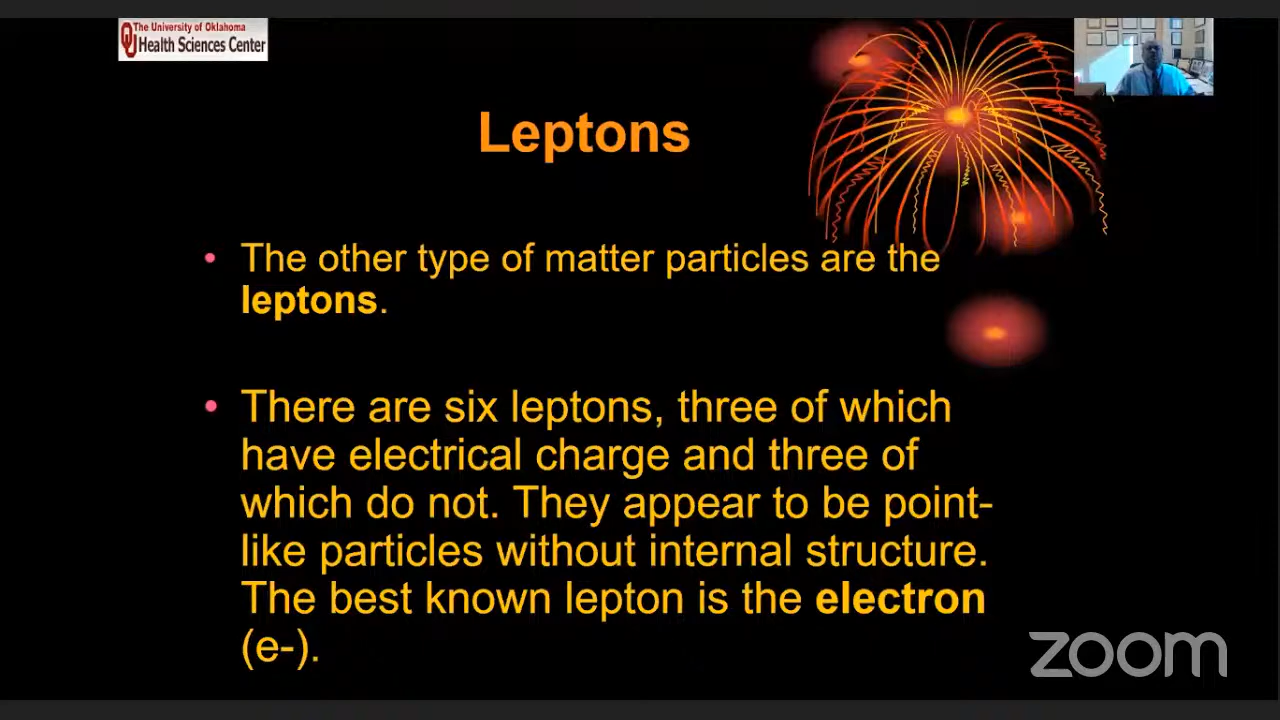 The University of Oklahoma
Health Sciences Center
Leptons
• The other type of matter particles are the
leptons.
• There are six leptons, three of which
have electrical charge and three of
which do not. They appear to be point-
like particles without internal structure.
The best known lepton is the electron
(e-).
zoom